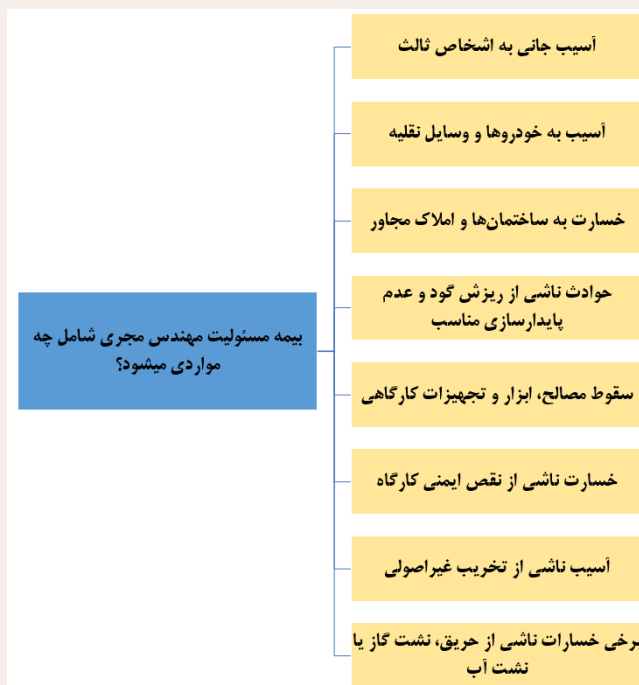 بیمه مسئولیت مهندس مجری شامل چه
مواردی میشود؟
آسیب جانی به اشخاص ثالث
آسیب به خودروها و وسایل نقلیه
خسارت به ساختمان‌ها و املاک مجاور
حوادث ناشی از ریزش گود و عدم
پایدارسازی مناسب
سقوط مصالح، ابزار و تجهیزات کارگاهی
خسارت ناشی از نقص ایمنی کارگاه
آسیب ناشی از تخریب غیراصولی
برخی خسارات ناشی از حریق، نشت گاز یا
نشت آب